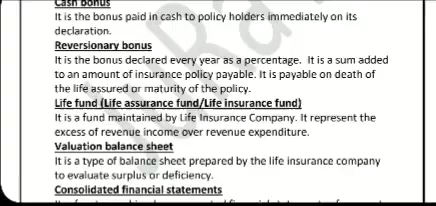 Cash bonus
It is the bonus paid in cash to policy holders immediately on its
declaration.
Reversionary bonus
It is the bonus declared every year as a percentage. It is a sum added
to an amount of insurance policy payable. It is payable on death of
the life assured or maturity of the policy.
Life fund (Life assurance fund/Life insurance fund)
It is a fund maintained by Life Insurance Company. It represent the
excess of revenue income over revenue expenditure.
Valuation balance sheet
It is a type of balance sheet prepared by the life insurance company
to evaluate surplus or deficiency.
Consolidated financial statements